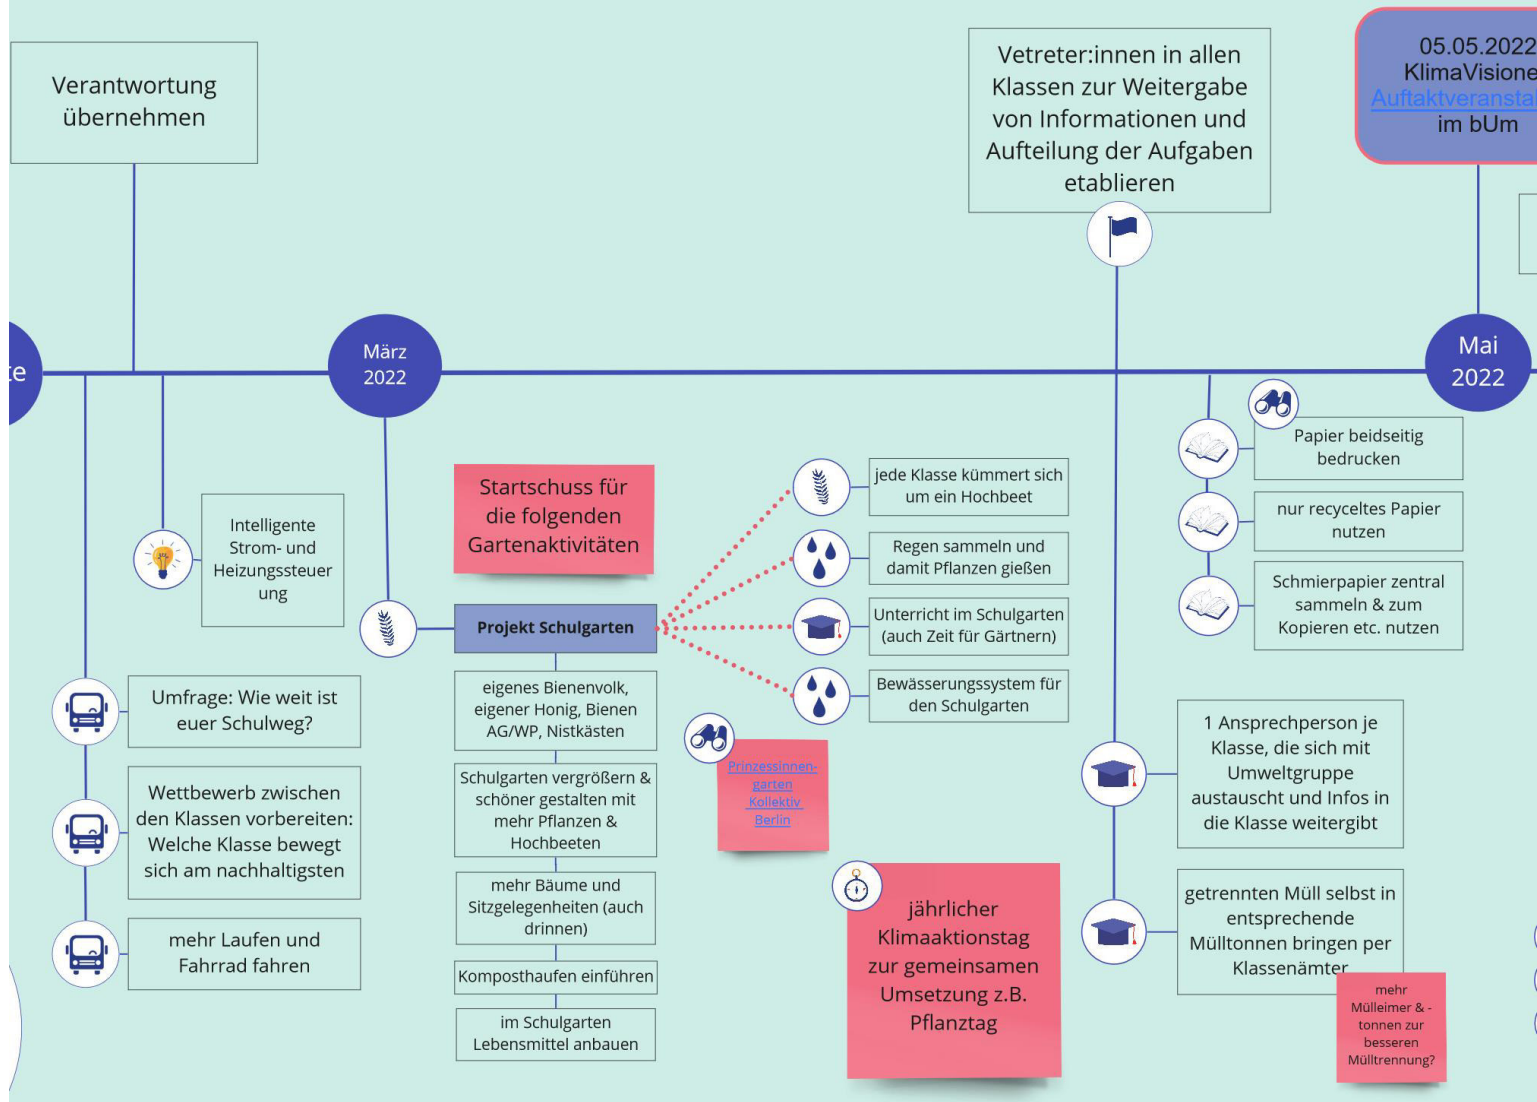 Verantwortung
übernehmen
Vetreter:innen in allen
Klassen zur Weitergabe
von Informationen und
Aufteilung der Aufgaben
etablieren
05.05.2022
KlimaVisione
Auftaktveransta
im bUm
te
März
2022
Mai
2022
Intelligente
Strom- und
Heizungssteuer
ung
Umfrage: Wie weit ist
euer Schulweg?
Wettbewerb zwischen
den Klassen vorbereiten:
Welche Klasse bewegt
sich am nachhaltigsten
mehr Laufen und
Fahrrad fahren
Startschuss für
die folgenden
Gartenaktivitäten
Projekt Schulgarten
eigenes Bienenvolk,
eigener Honig, Bienen
AG/WP, Nistkästen
Schulgarten vergrößern &
schöner gestalten mit
mehr Pflanzen &
Hochbeeten
mehr Bäume und
Sitzgelegenheiten (auch
drinnen)
Komposthaufen einführen
im Schulgarten
Lebensmittel anbauen
jede Klasse kümmert sich
um ein Hochbeet
Regen sammeln und
damit Pflanzen gießen
Unterricht im Schulgarten
(auch Zeit für Gärtnern)
Bewässerungssystem für
den Schulgarten
Prinzessinnen-
garten
Kollektiv
Berlin
jährlicher
Klimaaktionstag
zur gemeinsamen
Umsetzung z.B.
Pflanztag
Papier beidseitig
bedrucken
nur recyceltes Papier
nutzen
Schmierpapier zentral
sammeln & zum
Kopieren etc. nutzen
1 Ansprechperson je
Klasse, die sich mit
Umweltgruppe
austauscht und Infos in
die Klasse weitergibt
getrennten Müll selbst in
entsprechende
Mülltonnen bringen per
Klassenämter
mehr
Mülleimer & -
tonnen zur
besseren
Mülltrennung?